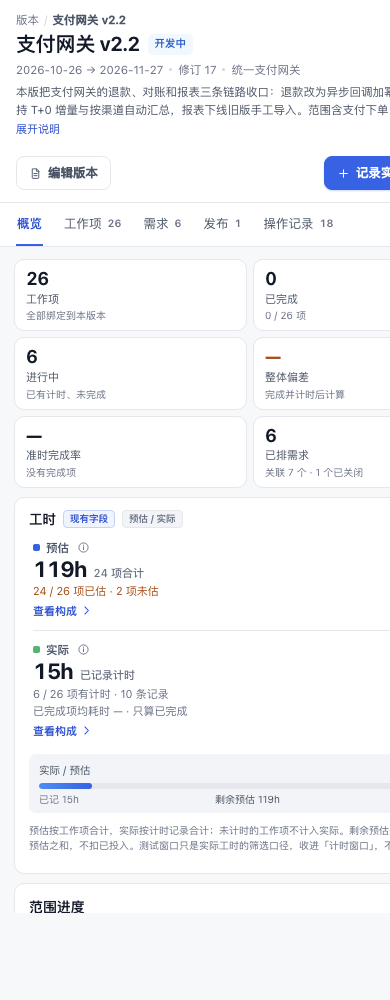 版本 / 支付网关 v2.2
支付网关 v2.2 开发中
2026-10-26 → 2026-11-27 · 修订 17 · 统一支付网关
本版把支付网关的退款、对账和报表三条链路收口：退款改为异步回调加幂
持 T+0 增量与按渠道自动汇总，报表下线旧版手工导入。范围含支付下单
展开说明
编辑版本 + 记录实
概览 工作项 26 需求 6 发布 1 操作记录 18
26 0
工作项 已完成
全部绑定到本版本 0 / 26 项
6 —
进行中 整体偏差
已有计时、未完成 完成并计时后计算
— 6
准时完成率 已排需求
没有完成项 关联 7 个 · 1 个已关闭
工时 现有字段 预估 / 实际
预估
119h 24 项合计
24 / 26 项已估 · 2 项未估
查看构成
实际
15h 已记录计时
6 / 26 项有计时 · 10 条记录
已完成项均耗时 — · 只算已完成
查看构成
实际 / 预估
已记 15h 剩余预估 119h
预估按工作项合计，实际按计时记录合计；未计时的工作项不计入实际。剩余预估
预估之和，不扣已投入。测试窗口只是实际工时的筛选口径，收进「计时窗口」，不
范围进度